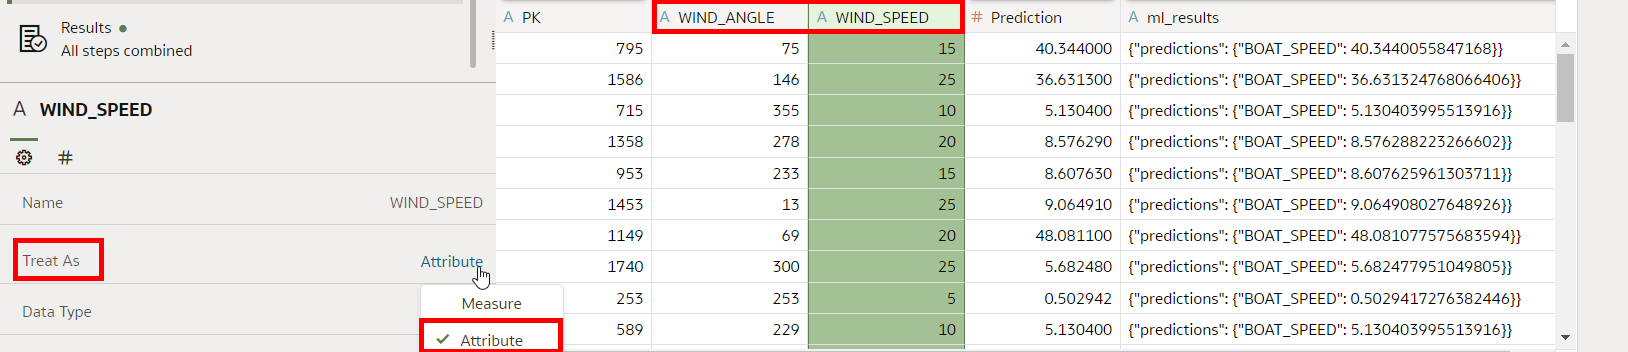 Results
All steps combined
A WIND_SPEED
#
Name WIND_SPEED
Treat As Attribute
Data Type
Measure
Attribute
A PK A WIND_ANGLE A WIND_SPEED # Prediction A ml_results
795 75 15 40.344000 {"predictions": {"BOAT_SPEED": 40.3440055847168}}
1586 146 25 36.631300 {"predictions": {"BOAT_SPEED": 36.631324768066406}}
715 355 10 5.130400 {"predictions": {"BOAT_SPEED": 5.130403995513916}}
1358 278 20 8.576290 {"predictions": {"BOAT_SPEED": 8.576288223266602}}
953 233 15 8.607630 {"predictions": {"BOAT_SPEED": 8.607625961303711}}
1453 13 25 9.064910 {"predictions": {"BOAT_SPEED": 9.064908027648926}}
1149 69 20 48.081100 {"predictions": {"BOAT_SPEED": 48.081077575683594}}
1740 300 25 5.682480 {"predictions": {"BOAT_SPEED": 5.682477951049805}}
253 253 5 0.502942 {"predictions": {"BOAT_SPEED": 0.5029417276382446}}
589 229 10 5.130400 {"predictions": {"BOAT_SPEED": 5.130403995513916}}